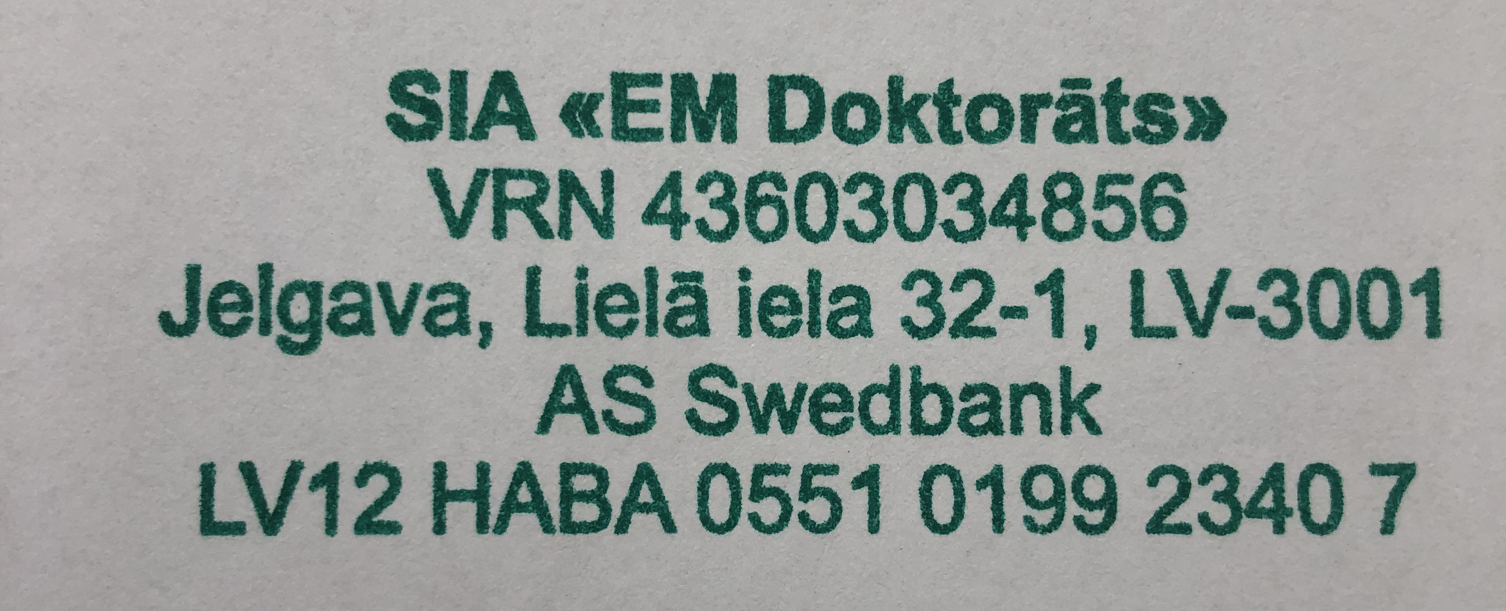 SIA «EM Doktorāts»
VRN 43603034856
Jelgava, Lielā iela 32-1, LV-3001
AS Swedbank
LV12 HABA 0551 0199 2340 7